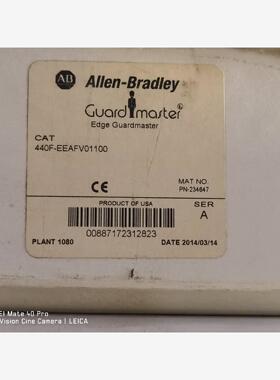 AB
Allen-Bradley
Guardmaster
Edge Guardmaster
CAT
440F-EEAFV01100
MAT NO.
PN-234647
CE
PRODUCT OF USA
SER
A
00887172312823
PLANT 1080
DATE 2014/03/14
EI Mate 40 Pro
Vision Cine Camera | LEICA